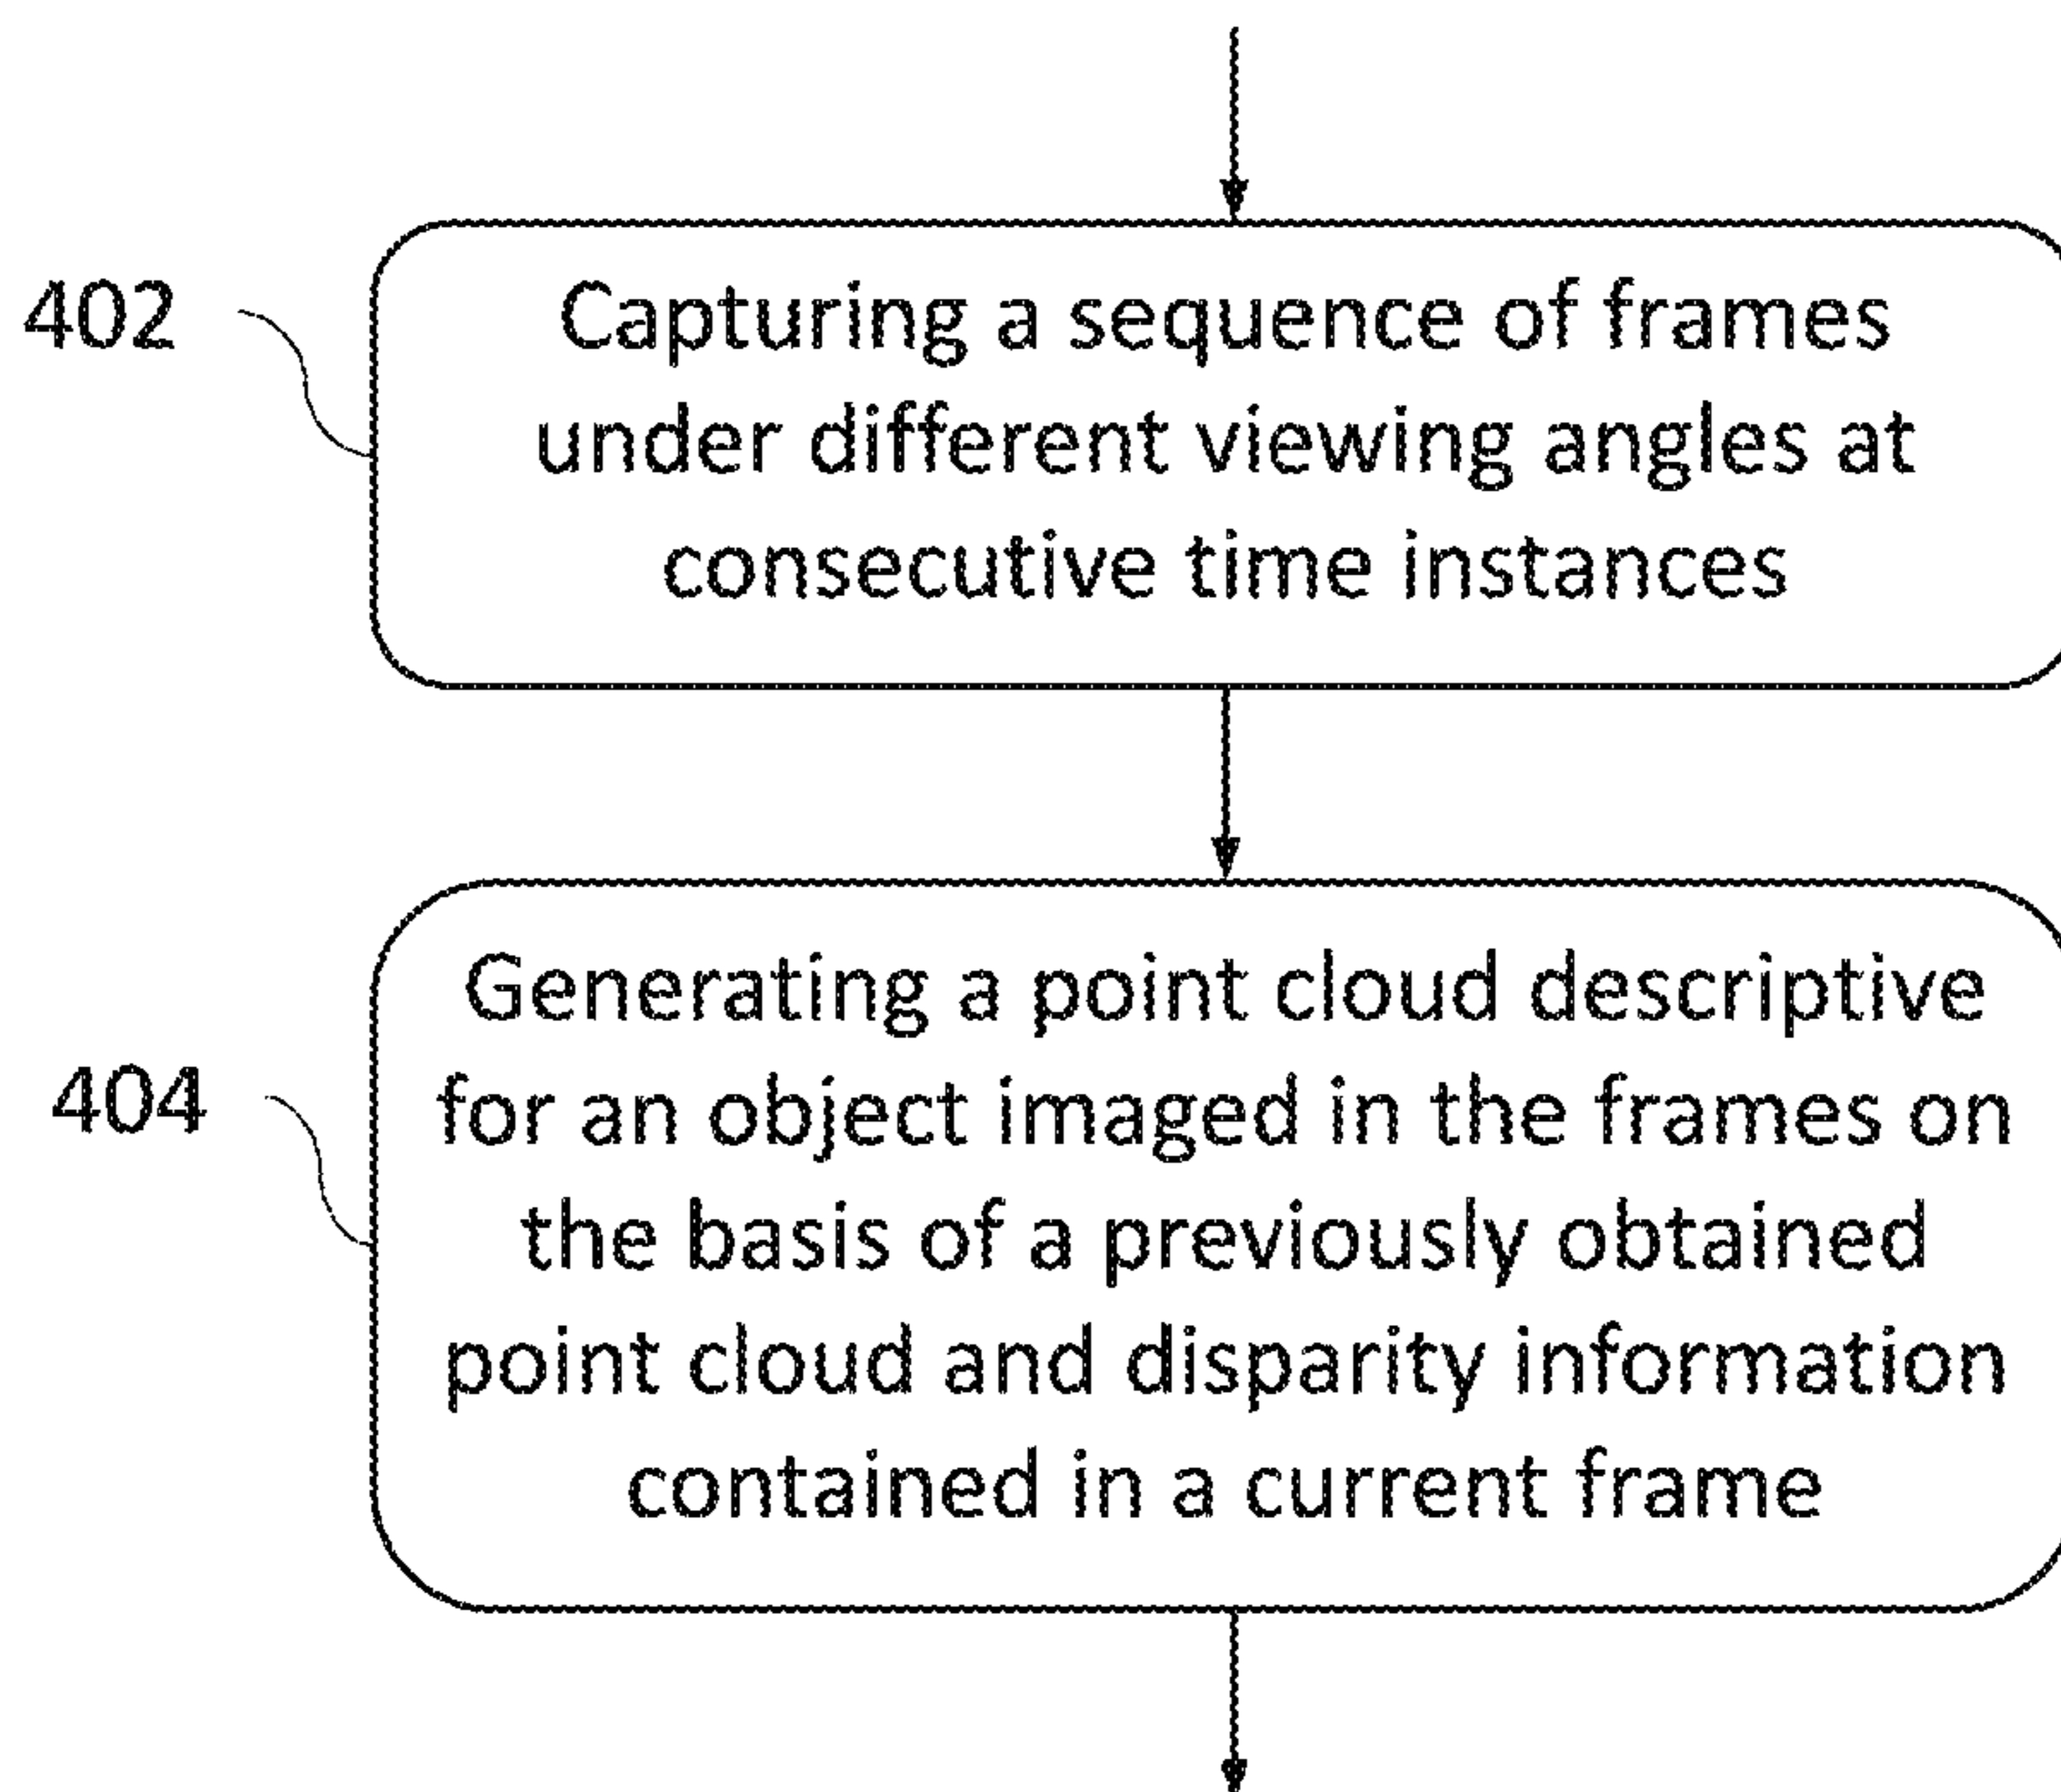 402
Capturing a sequence of frames
under different viewing angles at
consecutive time instances
404
Generating a point cloud descriptive
for an object imaged in the frames on
the basis of a previously obtained
point cloud and disparity information
contained in a current frame